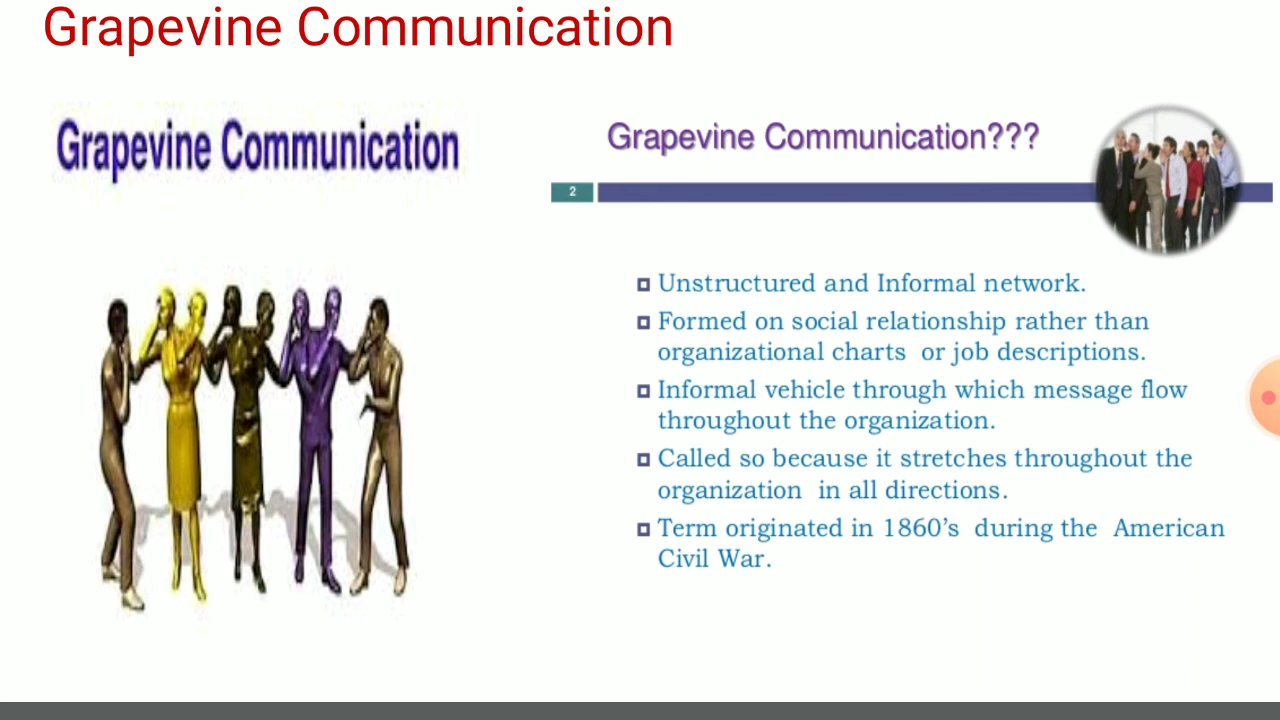 Grapevine Communication
Grapevine Communication
Grapevine Communication???
2
Unstructured and Informal network.
Formed on social relationship rather than
organizational charts or job descriptions.
Informal vehicle through which message flow
throughout the organization.
Called so because it stretches throughout the
organization in all directions.
Term originated in 1860’s during the American
Civil War.